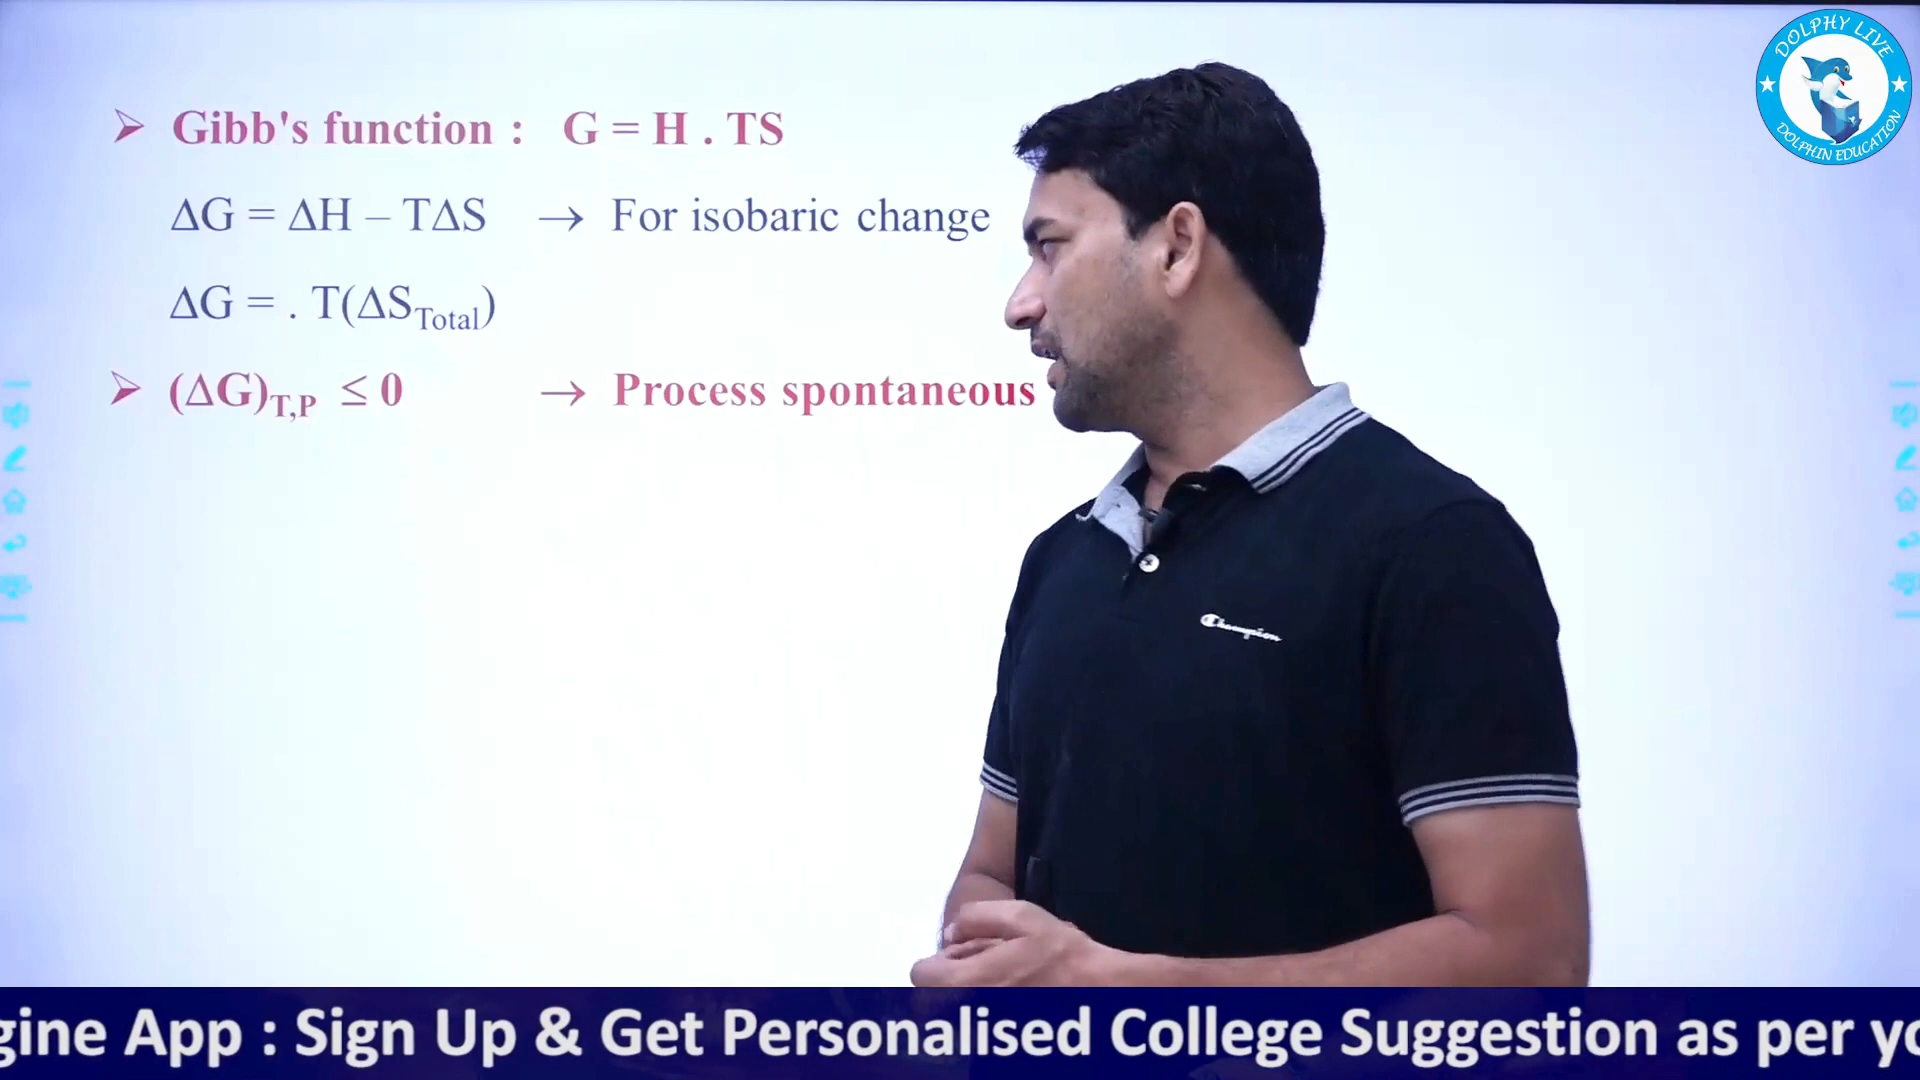 ➢ Gibb's function : G = H . TS
ΔG = ΔH – TΔS → For isobaric change
ΔG = . T(ΔS_Total)
➢ (ΔG)_T,P ≤ 0 → Process spontaneous
DOLPHY LIVE
DOLPHIN EDUCATION
Champion
gine App : Sign Up & Get Personalised College Suggestion as per yo